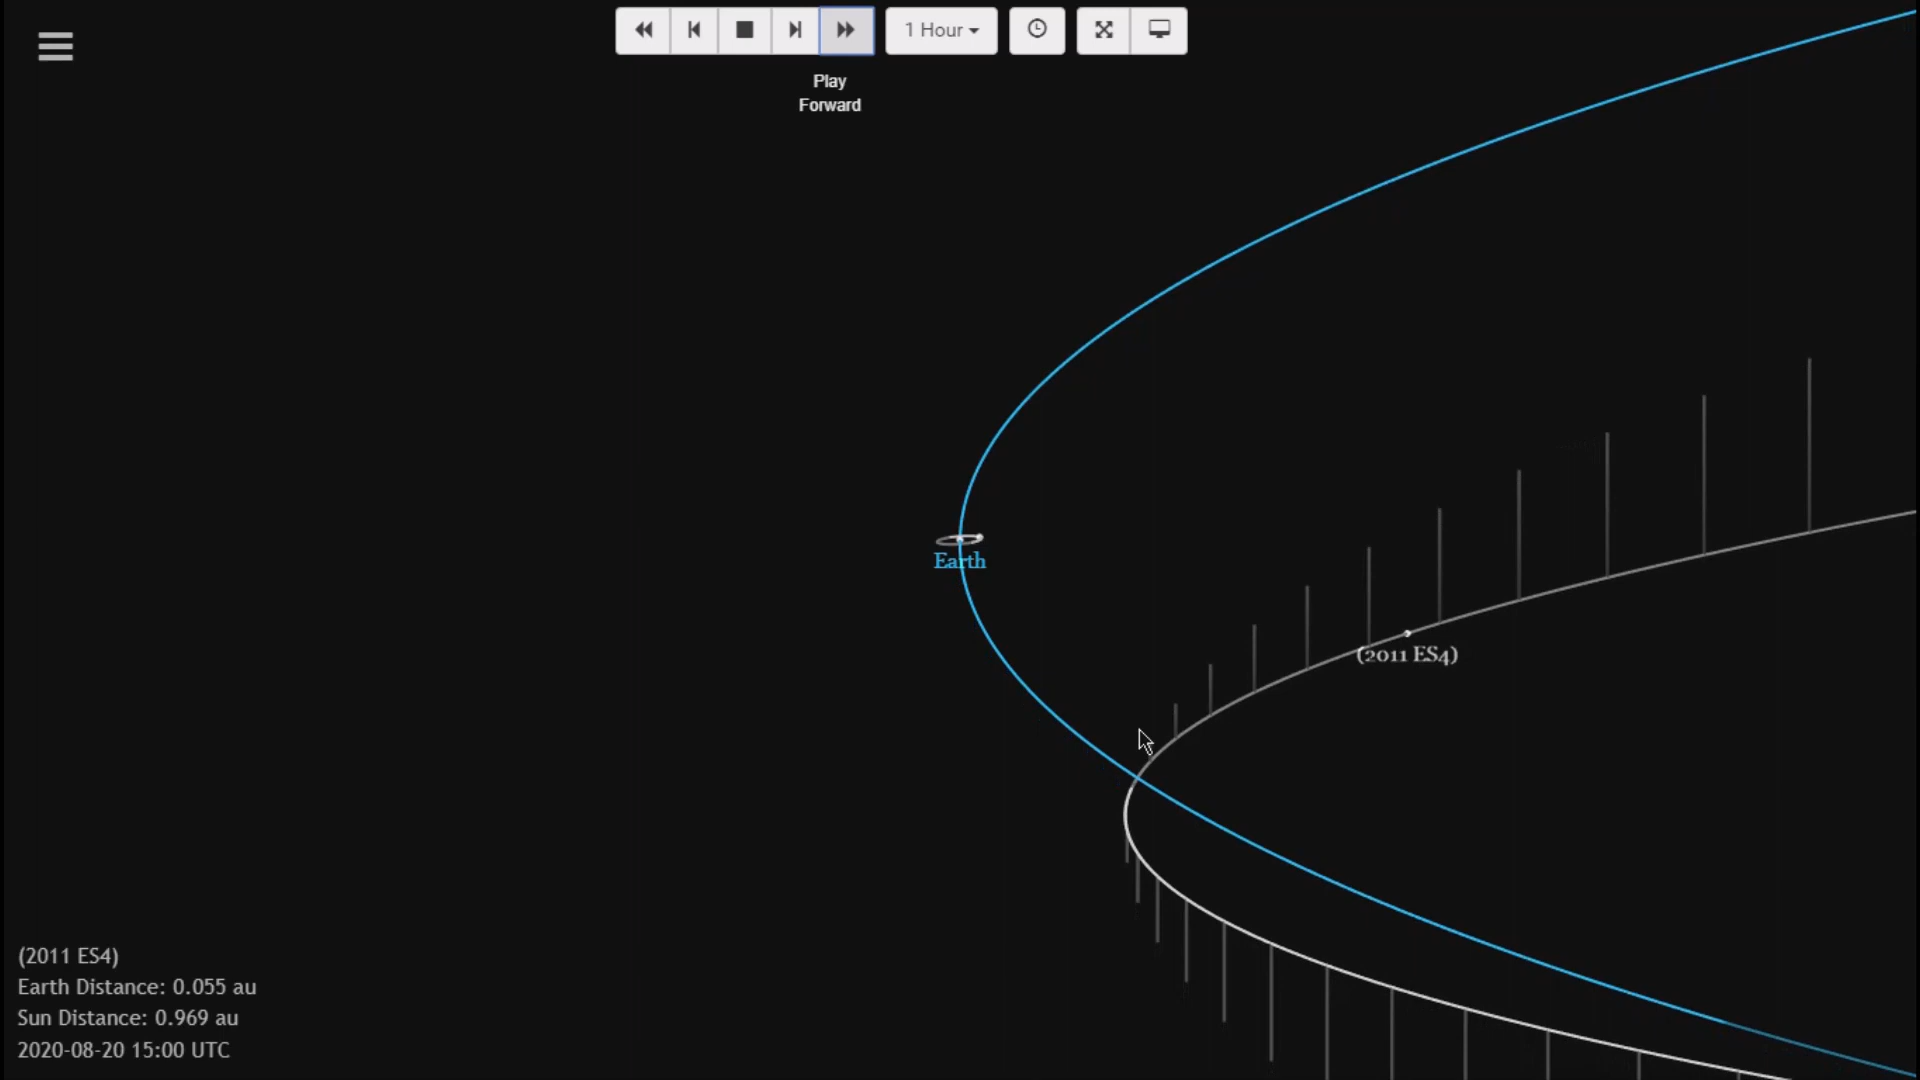 1 Hour
Play
Forward
Earth
(2011 ES4)
(2011 ES4)
Earth Distance: 0.055 au
Sun Distance: 0.969 au
2020-08-20 15:00 UTC